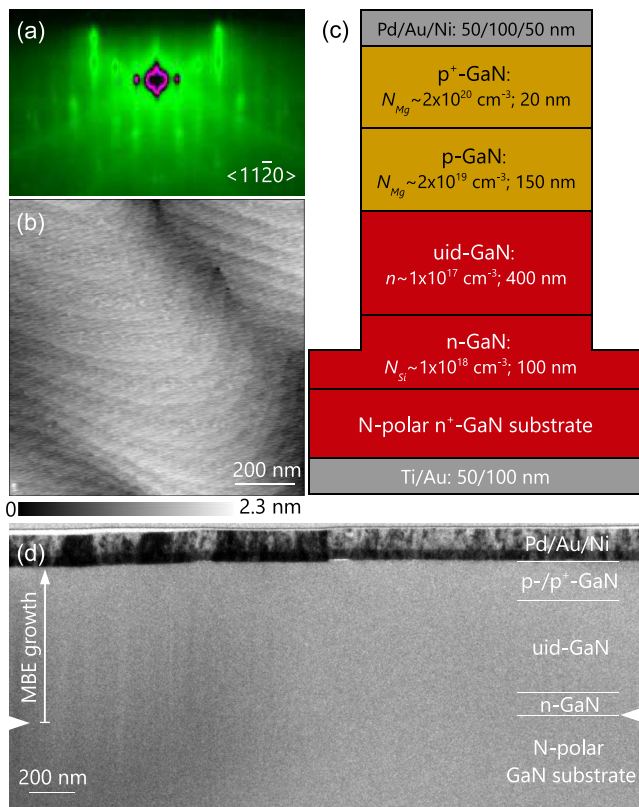 (a)
<112̅0>
(b)
200 nm
0
2.3 nm
(c)
Pd/Au/Ni: 50/100/50 nm
p⁺-GaN:
N_Mg~2x10²⁰ cm⁻³; 20 nm
p-GaN:
N_Mg~2x10¹⁹ cm⁻³; 150 nm
uid-GaN:
n~1x10¹⁷ cm⁻³; 400 nm
n-GaN:
N_Si~1x10¹⁸ cm⁻³; 100 nm
N-polar n⁺-GaN substrate
Ti/Au: 50/100 nm
(d)
MBE growth
200 nm
Pd/Au/Ni
p-/p⁺-GaN
uid-GaN
n-GaN
N-polar
GaN substrate